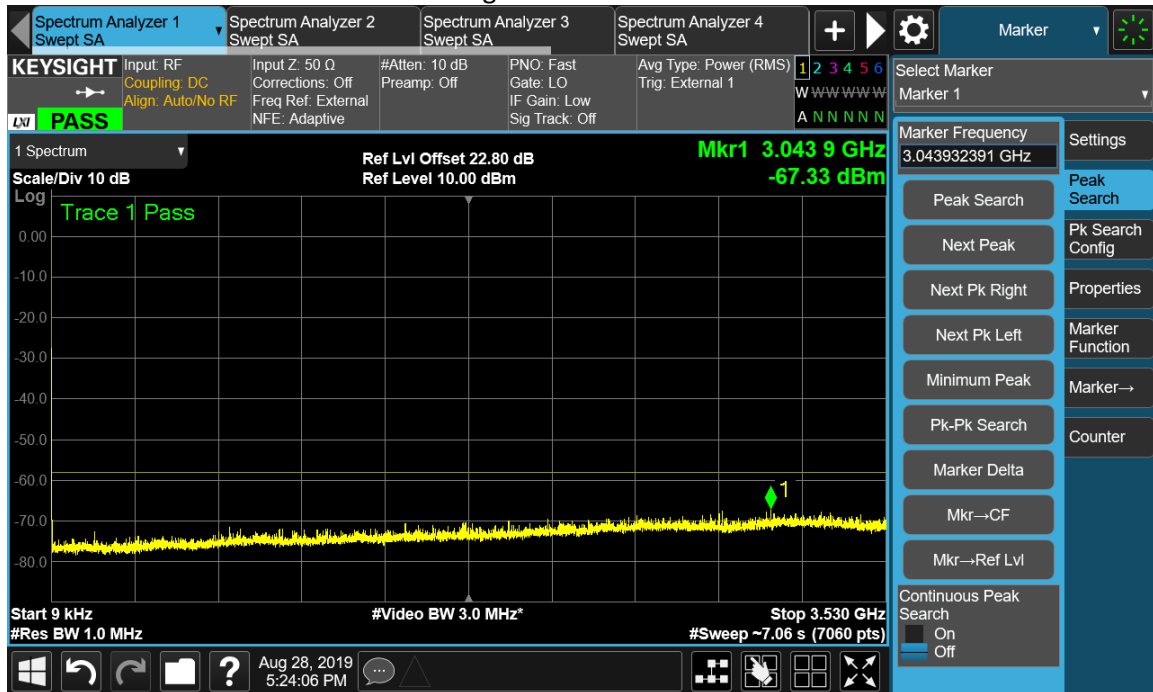 Spectrum Analyzer 1
Swept SA
Spectrum Analyzer 2
Swept SA
Spectrum Analyzer 3
Swept SA
Spectrum Analyzer 4
Swept SA
+
Marker
KEYSIGHT
LXI
PASS
Input: RF
Coupling: DC
Align: Auto/No RF
Input Z: 50 Ω
Corrections: Off
Freq Ref: External
NFE: Adaptive
#Atten: 10 dB
Preamp: Off
PNO: Fast
Gate: LO
IF Gain: Low
Sig Track: Off
Avg Type: Power (RMS)
Trig: External 1
1 2 3 4 5 6
W W W W W W
A N N N N N
Select Marker
Marker 1
1 Spectrum
Scale/Div 10 dB
Ref Lvl Offset 22.80 dB
Ref Level 10.00 dBm
Mkr1 3.043 9 GHz
-67.33 dBm
Log
Trace 1 Pass
0.00
-10.0
-20.0
-30.0
-40.0
-50.0
-60.0
-70.0
-80.0
1
Start 9 kHz
#Res BW 1.0 MHz
#Video BW 3.0 MHz*
Stop 3.530 GHz
#Sweep ~7.06 s (7060 pts)
Marker Frequency
3.043932391 GHz
Peak Search
Next Peak
Next Pk Right
Next Pk Left
Minimum Peak
Pk-Pk Search
Marker Delta
Mkr→CF
Mkr→Ref Lvl
Continuous Peak
Search
On
Off
Settings
Peak
Search
Pk Search
Config
Properties
Marker
Function
Marker→
Counter
?
Aug 28, 2019
5:24:06 PM